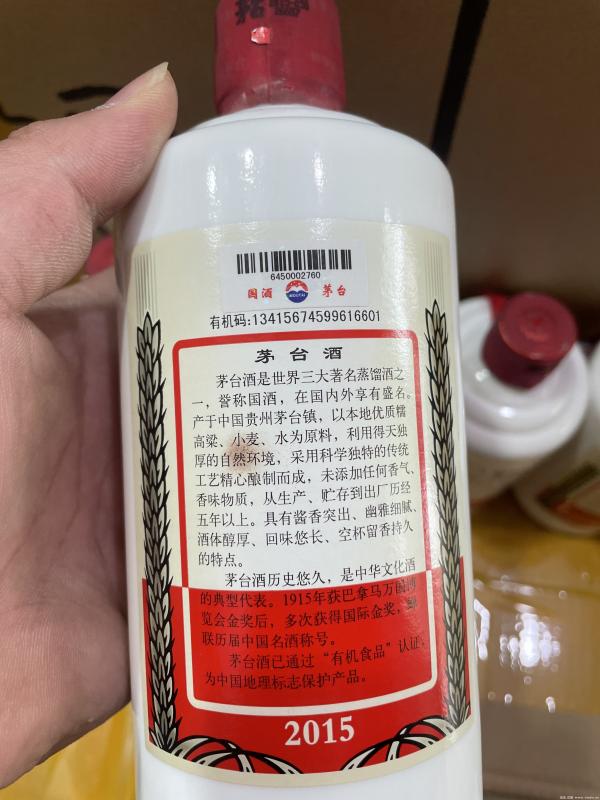 6450002760
国酒
MOUTAI
茅台
有机码:13415674599616601
茅台酒
茅台酒是世界三大著名蒸馏酒之
一,誉称国酒,在国内外享有盛名。
产于中国贵州茅台镇,以本地优质糯
高粱、小麦、水为原料,利用得天独
厚的自然环境,采用科学独特的传统
工艺精心酿制而成,未添加任何香气、
香味物质,从生产、贮存到出厂历经
五年以上。具有酱香突出、幽雅细腻、
酒体醇厚、回味悠长、空杯留香持久
的特点。
茅台酒历史悠久,是中华文化酒
的典型代表。1915年获巴拿马万国博
览会金奖后,多次获得国际金奖,蝉
联历届中国名酒称号。
茅台酒已通过“有机食品”认证,
为中国地理标志保护产品。
2015